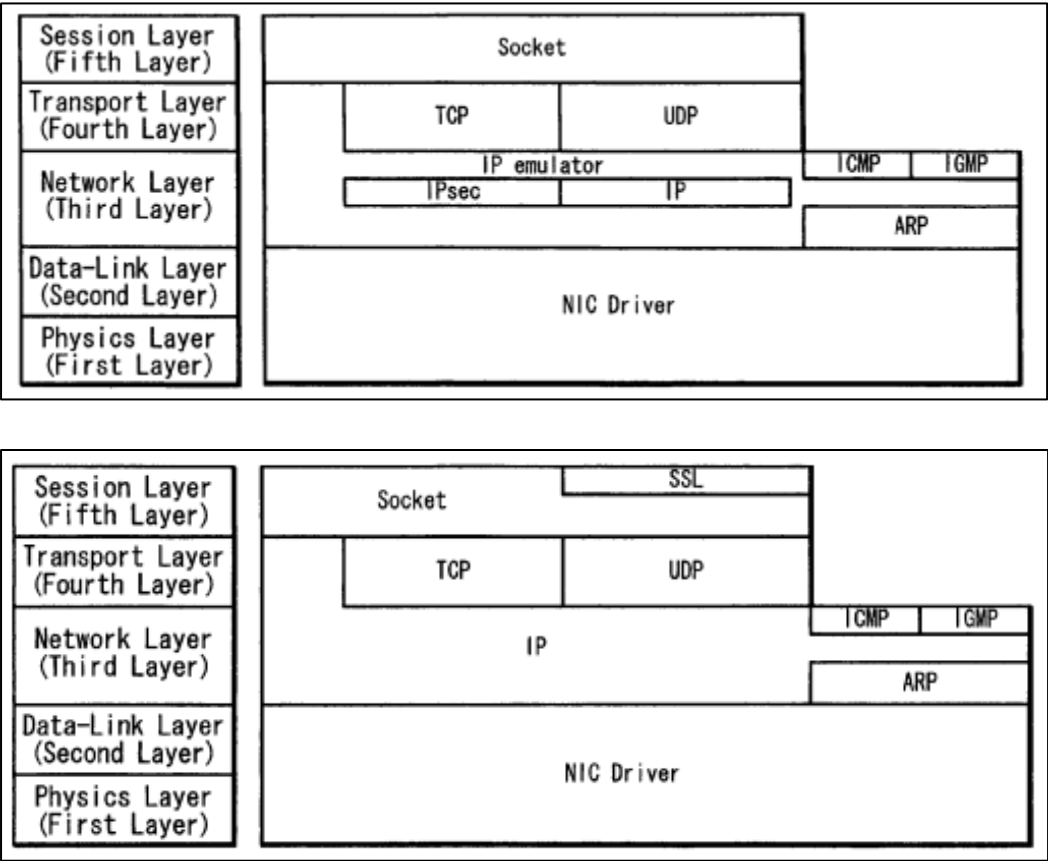 Session Layer
(Fifth Layer)
Socket
Transport Layer
(Fourth Layer)
TCP
UDP
Network Layer
(Third Layer)
IP emulator
ICMP
IGMP
IPsec
IP
ARP
Data-Link Layer
(Second Layer)
NIC Driver
Physics Layer
(First Layer)
Session Layer
(Fifth Layer)
Socket
SSL
Transport Layer
(Fourth Layer)
TCP
UDP
Network Layer
(Third Layer)
IP
ICMP
IGMP
ARP
Data-Link Layer
(Second Layer)
NIC Driver
Physics Layer
(First Layer)